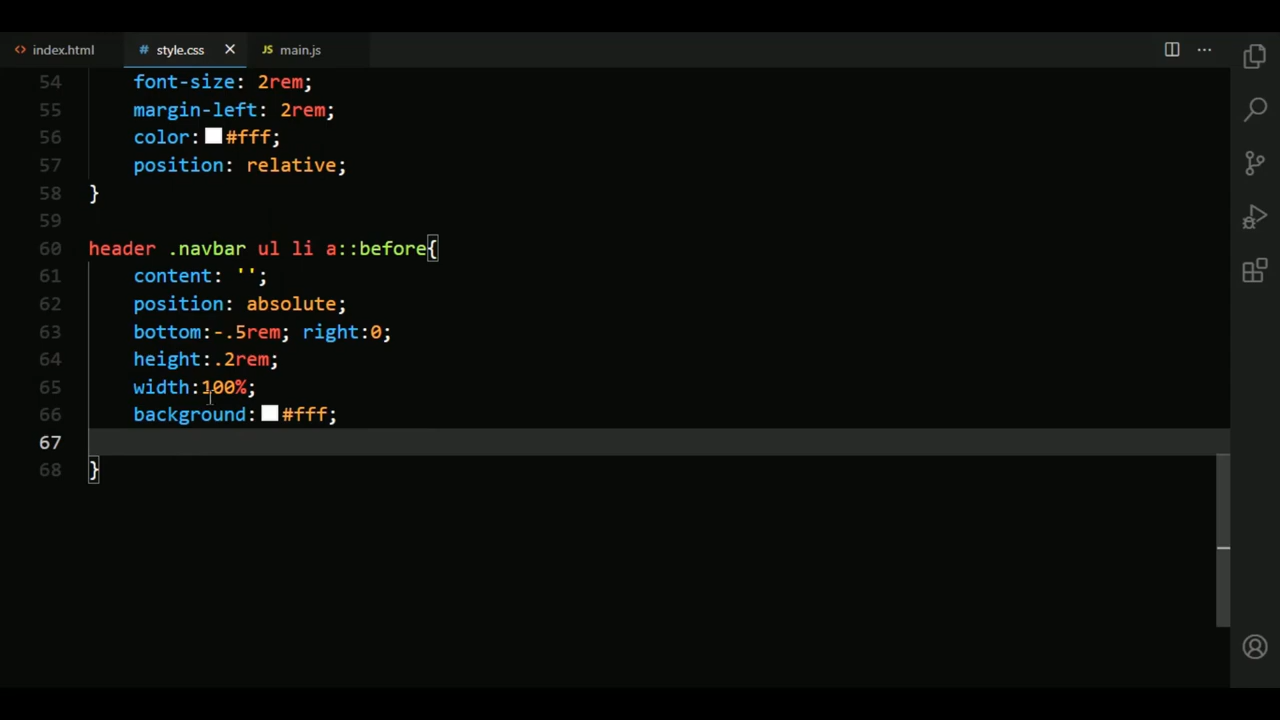 index.html
# style.css
JS main.js
54 font-size: 2rem;
55 margin-left: 2rem;
56 color: #fff;
57 position: relative;
58 }
59
60 header .navbar ul li a::before{
61 content: '';
62 position: absolute;
63 bottom:-.5rem; right:0;
64 height:.2rem;
65 width:100%;
66 background: #fff;
67
68 }